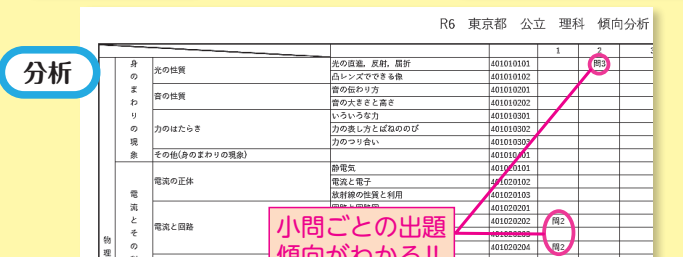 R6 東京都 公立 理科 傾向分析
分析
1 2
身のまわりの現象
光の性質
光の直進，反射，屈折 401010101 問3
凸レンズでできる像 401010102
音の性質
音の伝わり方 401010201
音の大きさと高さ 401010202
力のはたらき
いろいろな力 401010301
力の表し方とばねののび 401010302
力のつり合い 401010303
その他(身のまわりの現象)
物理
電流とその
電流の正体
静電気
電流と電子 401020102
放射線の性質と利用 401020103
電流と回路
401020201
401020202 問2
401020204 問2
小問ごとの出題
傾向がわかる!!